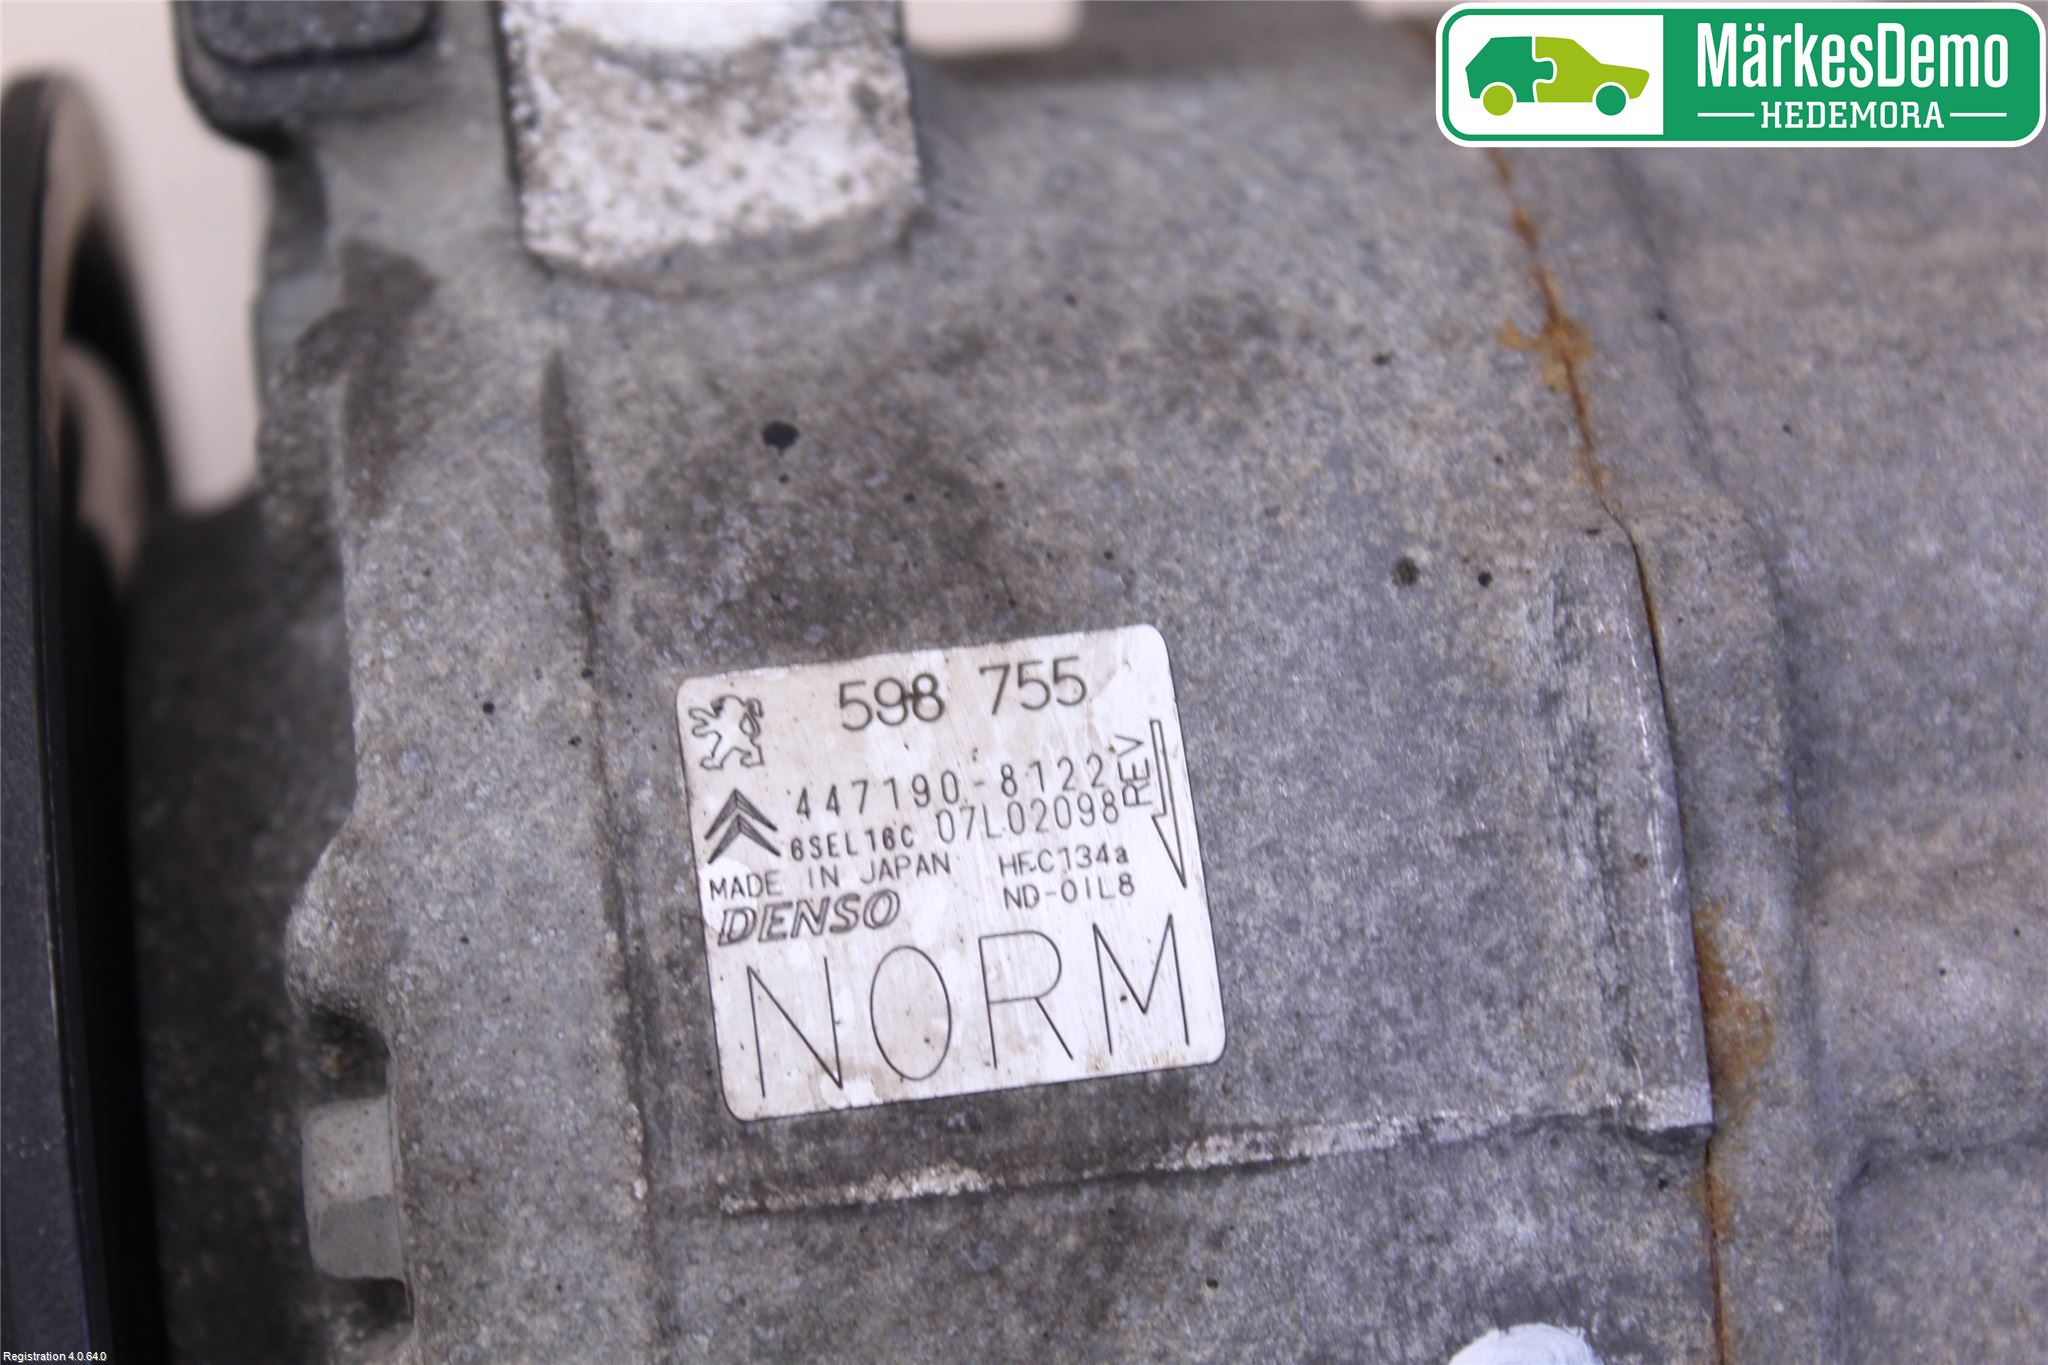 MärkesDemo
HEDEMORA
598 755
447190-8122
6SEL16C 07L02098
REV
MADE IN JAPAN HFC134a
DENSO ND-OIL8
NORM
Registration 4.0.64.0